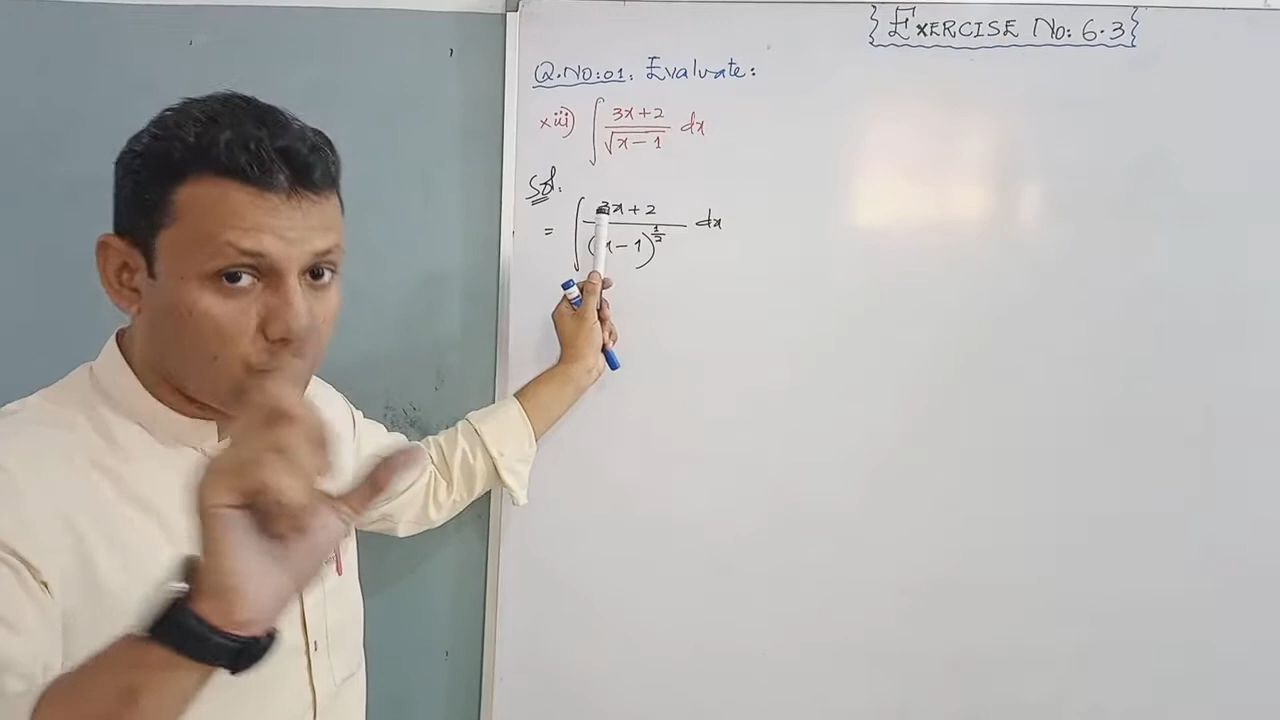 { EXERCISE No: 6.3 }
Q.No:01. Evaluate:
xiii) ∫ 3x+2 / √(x-1) dx
Sol:
= ∫ 3x+2 / (x-1)^(1/2) dx